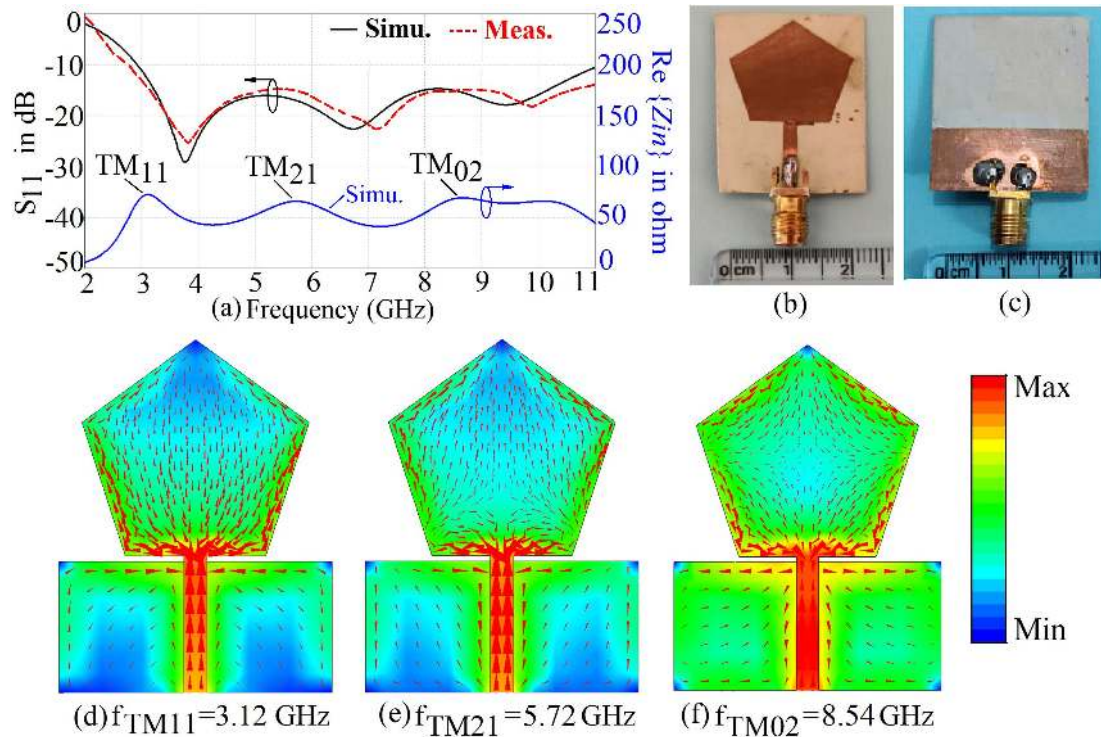 0
-10
-20
-30
-40
-50
S11 in dB
Simu.
Meas.
TM11
TM21
TM02
Simu.
250
200
150
100
50
0
Re {Zin} in ohm
2 3 4 5 6 7 8 9 10 11
(a) Frequency (GHz)
0 cm 1 2
(b)
0 cm 1 2
(c)
Max
Min
(d) fTM11=3.12 GHz
(e) fTM21=5.72 GHz
(f) fTM02=8.54 GHz